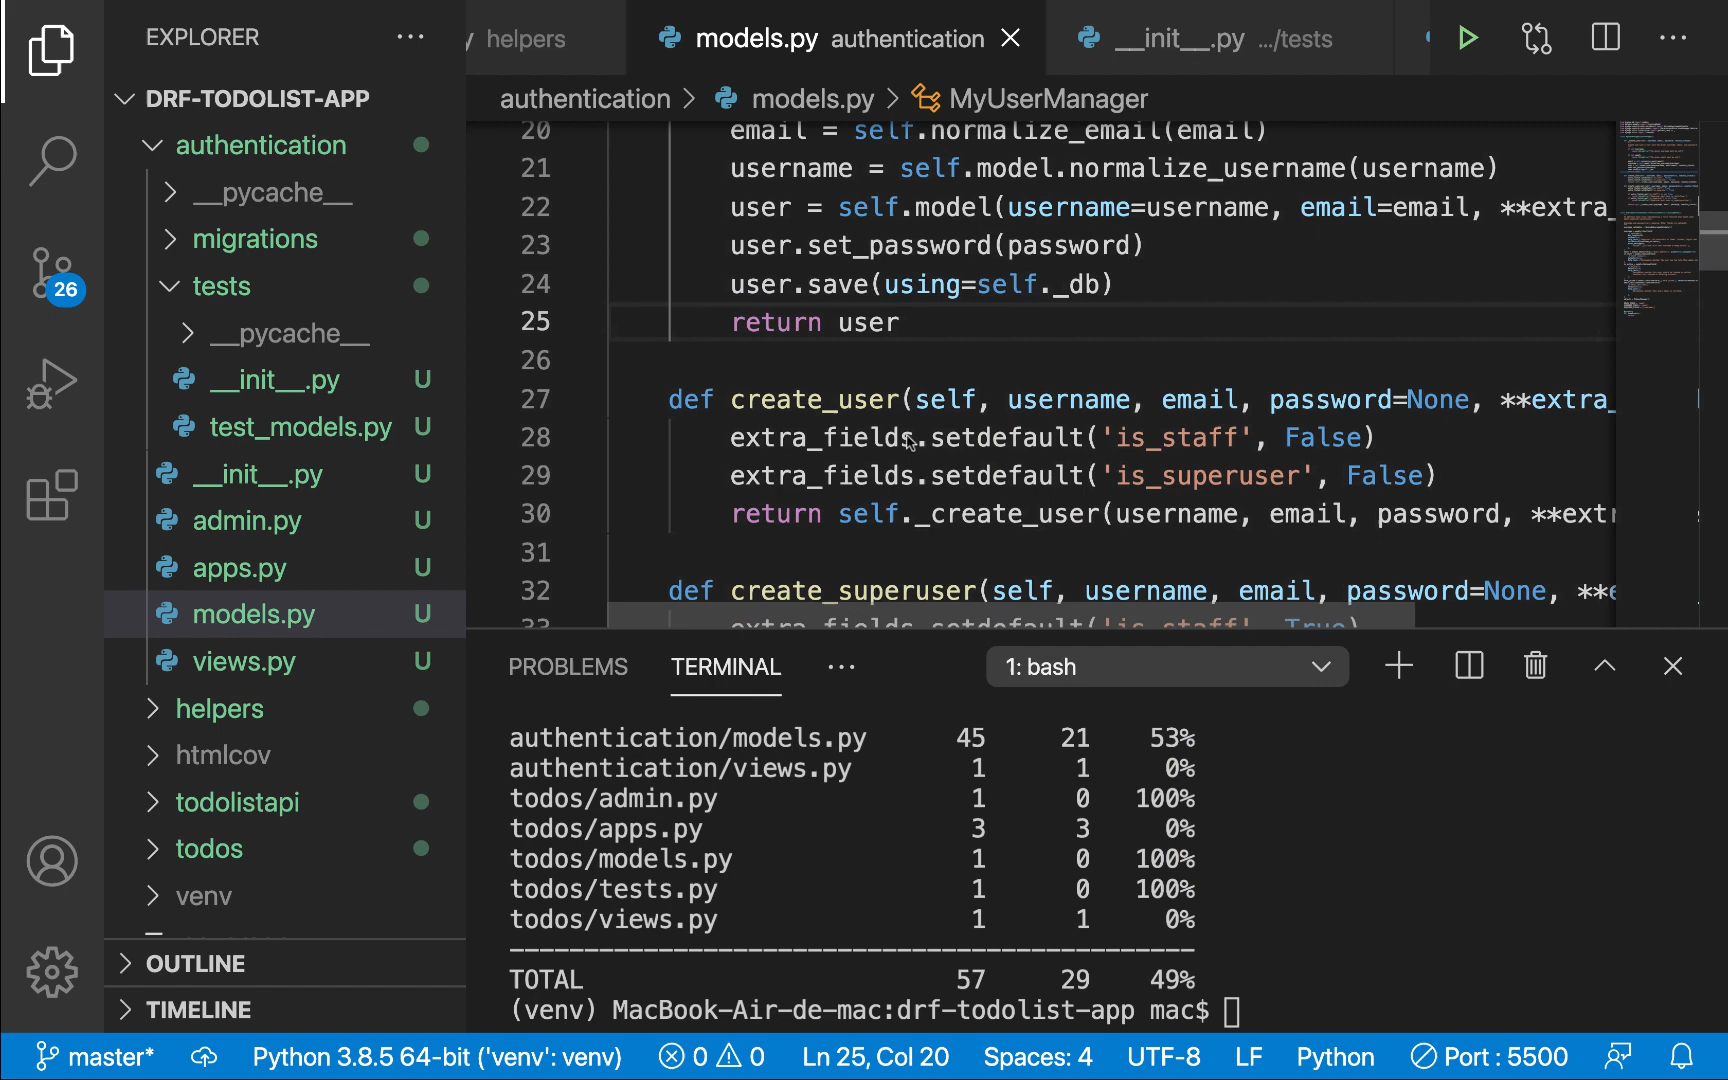 EXPLORER
DRF-TODOLIST-APP
authentication
__pycache__
migrations
tests
__pycache__
__init__.py U
test_models.py U
__init__.py U
admin.py U
apps.py U
models.py U
views.py U
helpers
htmlcov
todolistapi
todos
venv
OUTLINE
TIMELINE
26
helpers
models.py authentication
__init__.py .../tests
authentication > models.py > MyUserManager
20 email = self.normalize_email(email)
21 username = self.model.normalize_username(username)
22 user = self.model(username=username, email=email, **extra_
23 user.set_password(password)
24 user.save(using=self._db)
25 return user
26
27 def create_user(self, username, email, password=None, **extra_
28 extra_fields.setdefault('is_staff', False)
29 extra_fields.setdefault('is_superuser', False)
30 return self._create_user(username, email, password, **extr
31
32 def create_superuser(self, username, email, password=None, **e
33 extra_fields.setdefault('is_staff', True)
PROBLEMS TERMINAL
1: bash
authentication/models.py 45 21 53%
authentication/views.py 1 1 0%
todos/admin.py 1 0 100%
todos/apps.py 3 3 0%
todos/models.py 1 0 100%
todos/tests.py 1 0 100%
todos/views.py 1 1 0%
TOTAL 57 29 49%
(venv) MacBook-Air-de-mac:drf-todolist-app mac$
master* Python 3.8.5 64-bit ('venv': venv) 0 0 Ln 25, Col 20 Spaces: 4 UTF-8 LF Python Port : 5500